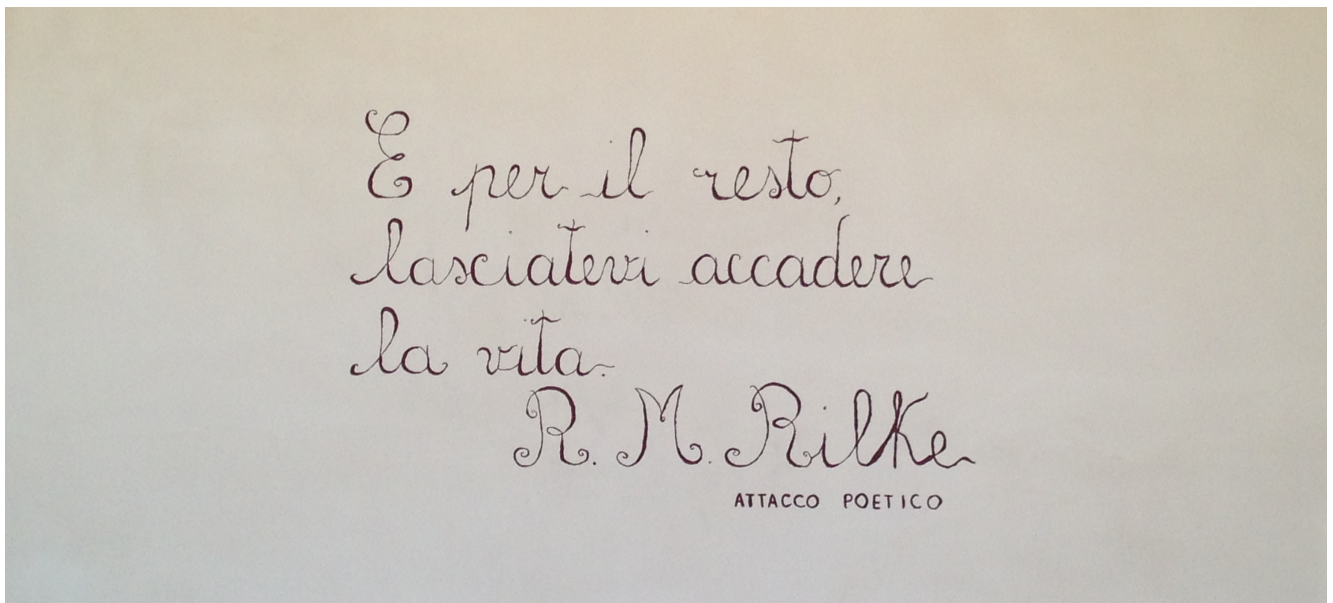 E per il resto,
lasciatevi accadere
la vita.
R. M. Rilke
ATTACCO POETICO